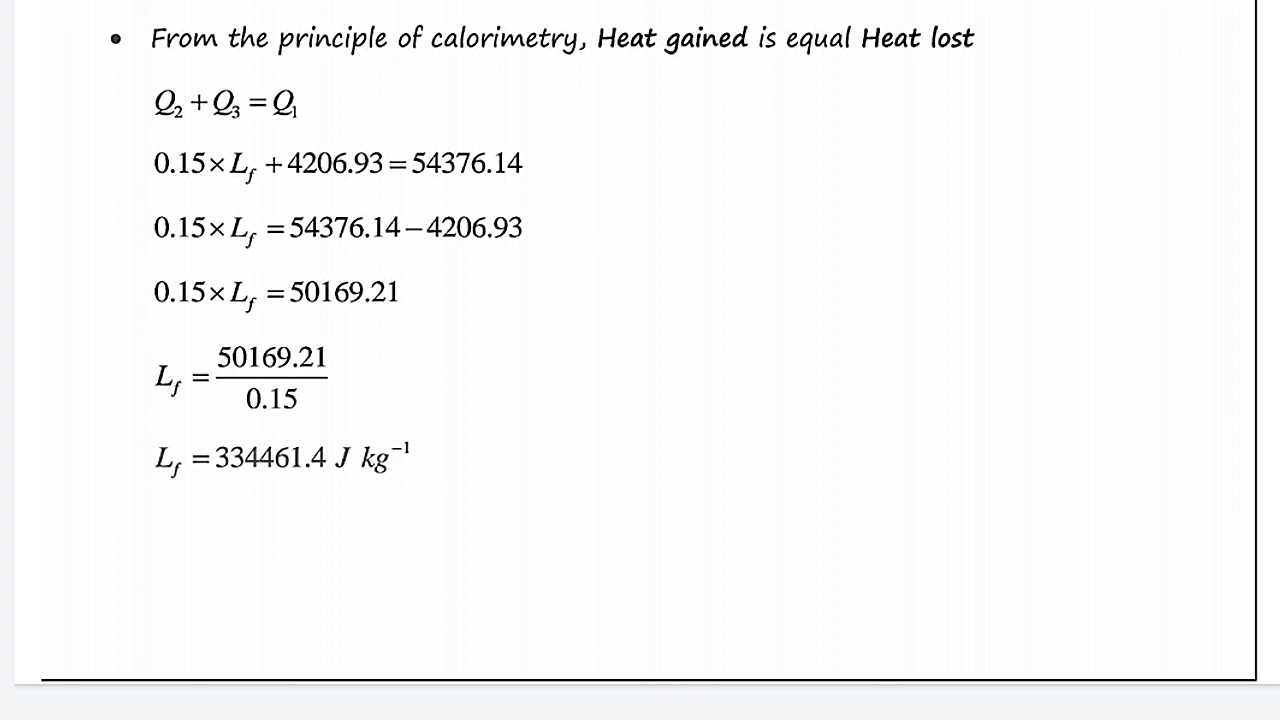 • From the principle of calorimetry, Heat gained is equal Heat lost
Q₂ + Q₃ = Q₁
0.15 × L_f + 4206.93 = 54376.14
0.15 × L_f = 54376.14 − 4206.93
0.15 × L_f = 50169.21
L_f = 50169.21 / 0.15
L_f = 334461.4 J kg⁻¹